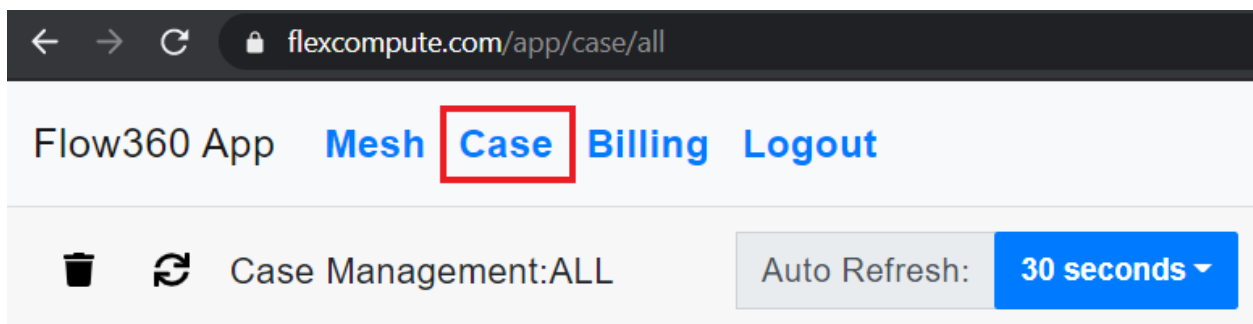 flexcompute.com/app/case/all
Flow360 App Mesh Case Billing Logout
Case Management:ALL Auto Refresh: 30 seconds